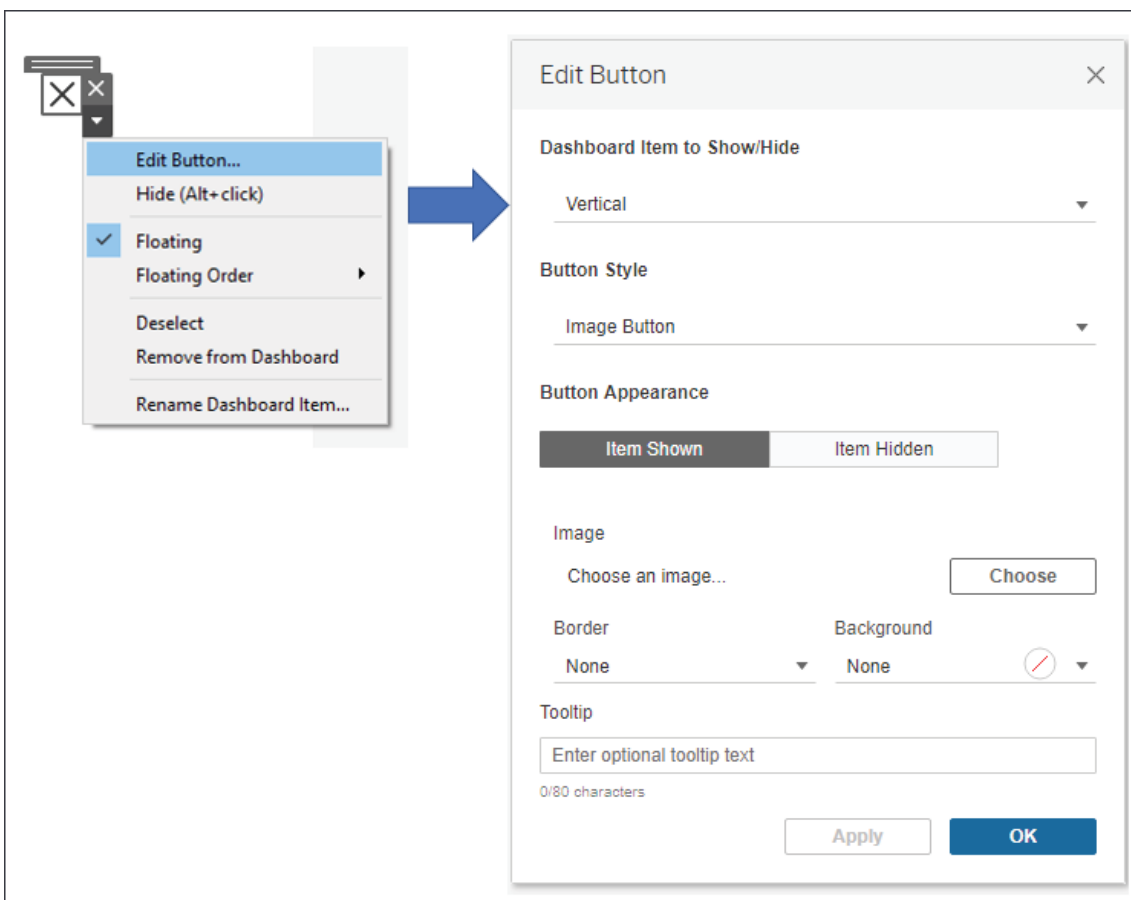 Edit Button...
Hide (Alt+click)
Floating
Floating Order
Deselect
Remove from Dashboard
Rename Dashboard Item...
Edit Button
Dashboard Item to Show/Hide
Vertical
Button Style
Image Button
Button Appearance
Item Shown Item Hidden
Image
Choose an image... Choose
Border Background
None None
Tooltip
Enter optional tooltip text
0/80 characters
Apply OK